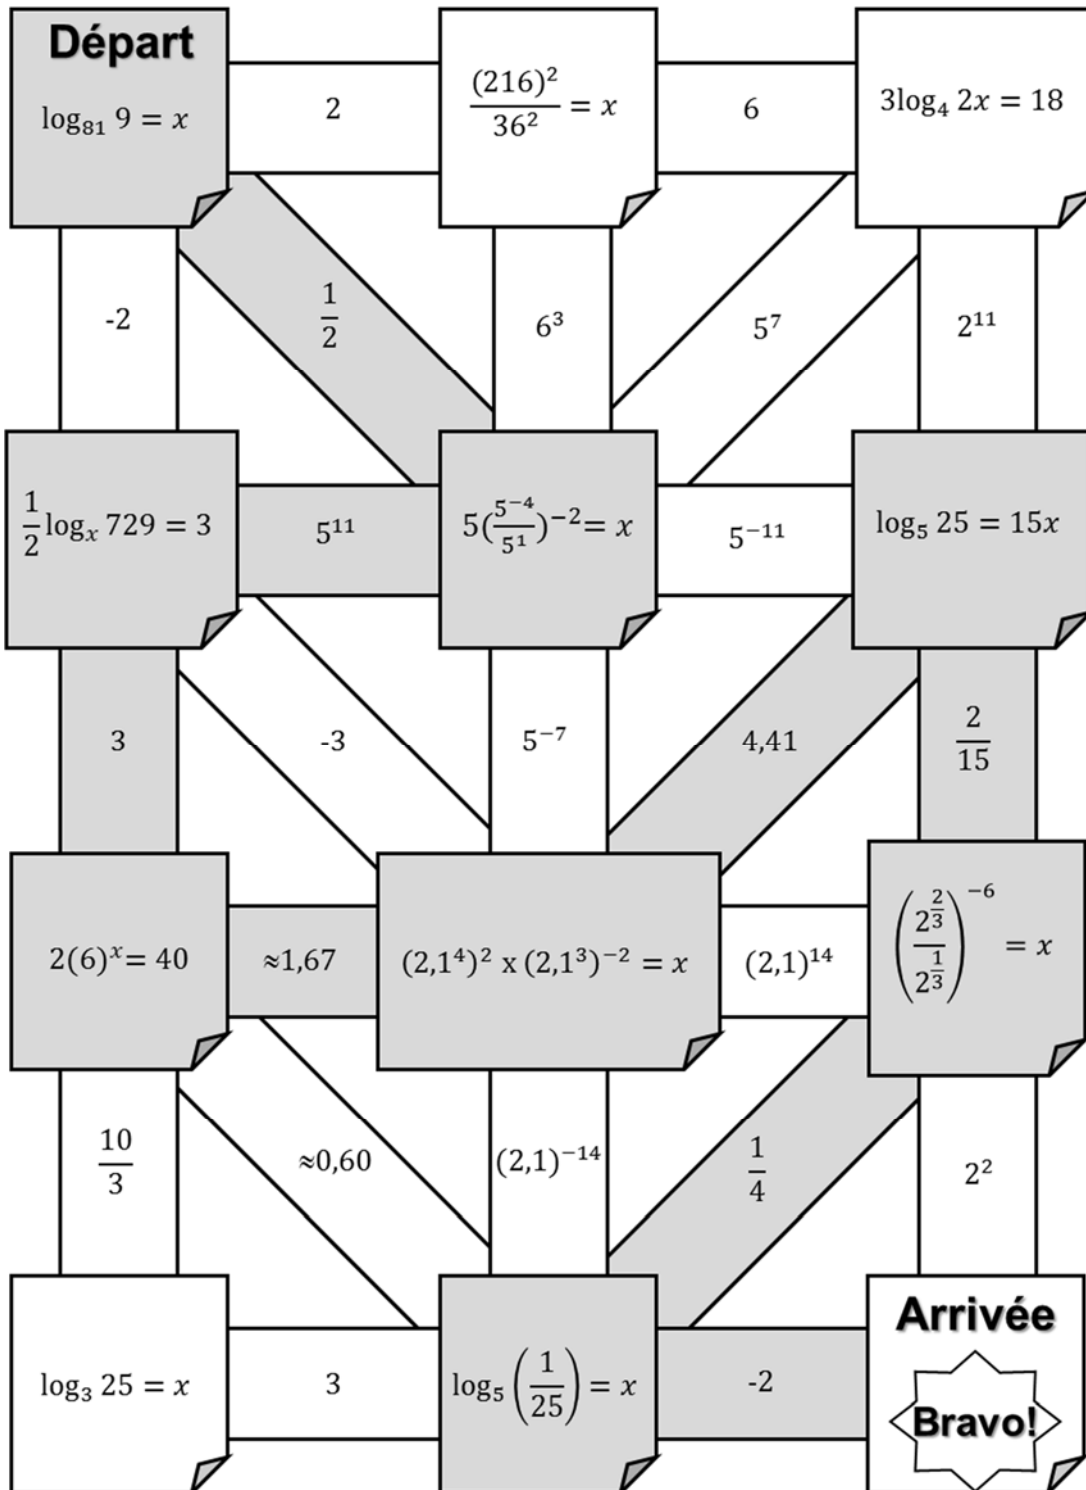 Départ
log₈₁ 9 = x
2
(216)²/36² = x
6
3log₄ 2x = 18
-2
1/2
6³
5⁷
2¹¹
1/2 logₓ 729 = 3
5¹¹
5(5⁻⁴/5¹)⁻²= x
5⁻¹¹
log₅ 25 = 15x
3
-3
5⁻⁷
4,41
2/15
2(6)ˣ= 40
≈1,67
(2,1⁴)² x (2,1³)⁻² = x
(2,1)¹⁴
(2^(2/3)/2^(1/3))⁻⁶ = x
10/3
≈0,60
(2,1)⁻¹⁴
1/4
2²
log₃ 25 = x
3
log₅ (1/25) = x
-2
Arrivée
Bravo!